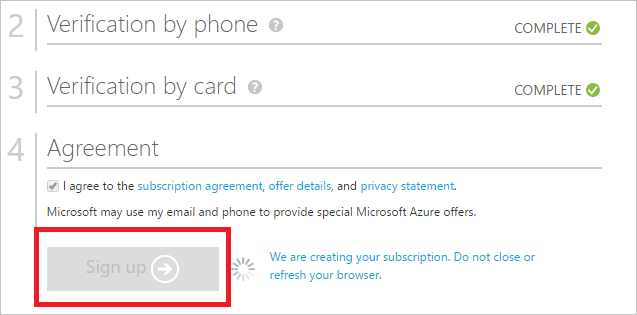 2 Verification by phone ? COMPLETE
3 Verification by card ? COMPLETE
4 Agreement
I agree to the subscription agreement, offer details, and privacy statement.
Microsoft may use my email and phone to provide special Microsoft Azure offers.
Sign up
We are creating your subscription. Do not close or
refresh your browser.